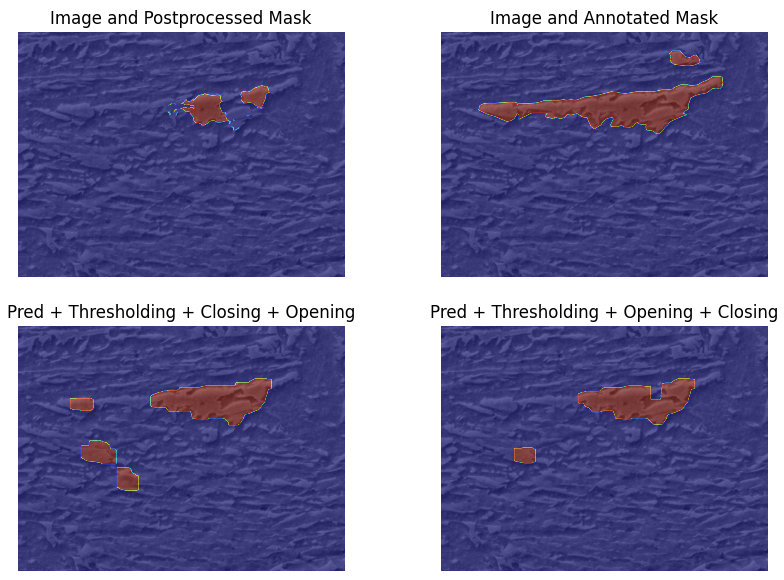 Image and Postprocessed Mask
Image and Annotated Mask
Pred + Thresholding + Closing + Opening
Pred + Thresholding + Opening + Closing